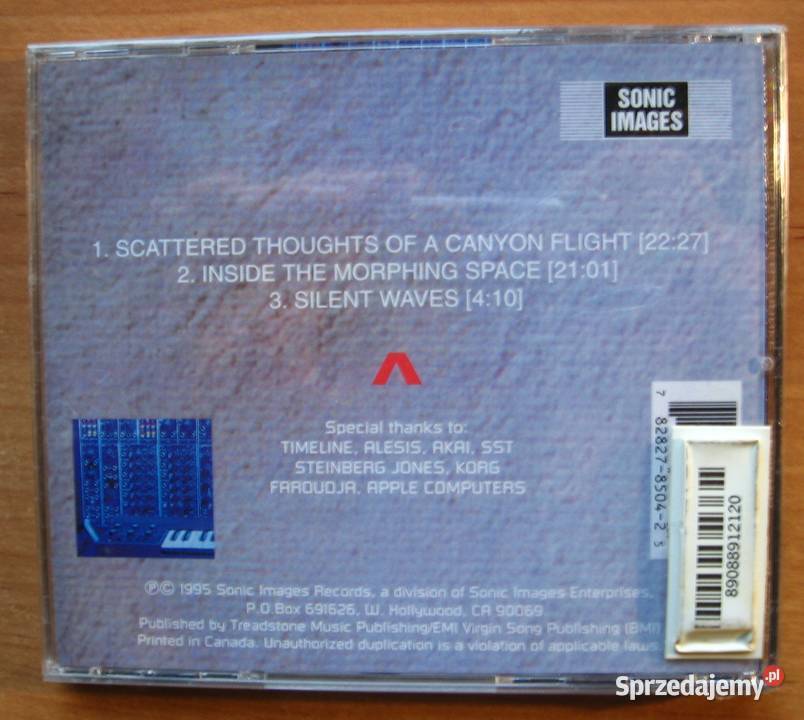 SONIC
IMAGES
1. SCATTERED THOUGHTS OF A CANYON FLIGHT [22:27]
2. INSIDE THE MORPHING SPACE [21:01]
3. SILENT WAVES [4:10]
Special thanks to:
TIMELINE, ALESIS, AKAI, SST
STEINBERG JONES, KORG
FAROUDJA, APPLE COMPUTERS
7 82827-8504-2 5
89088912120
℗© 1995 Sonic Images Records, a division of Sonic Images Enterprises,
P.O.Box 691626, W. Hollywood, CA 90069
Published by Treadstone Music Publishing/EMI Virgin Song Publishing (BMI)
Printed in Canada. Unauthorized duplication is a violation of applicable laws.
Sprzedajemy.pl